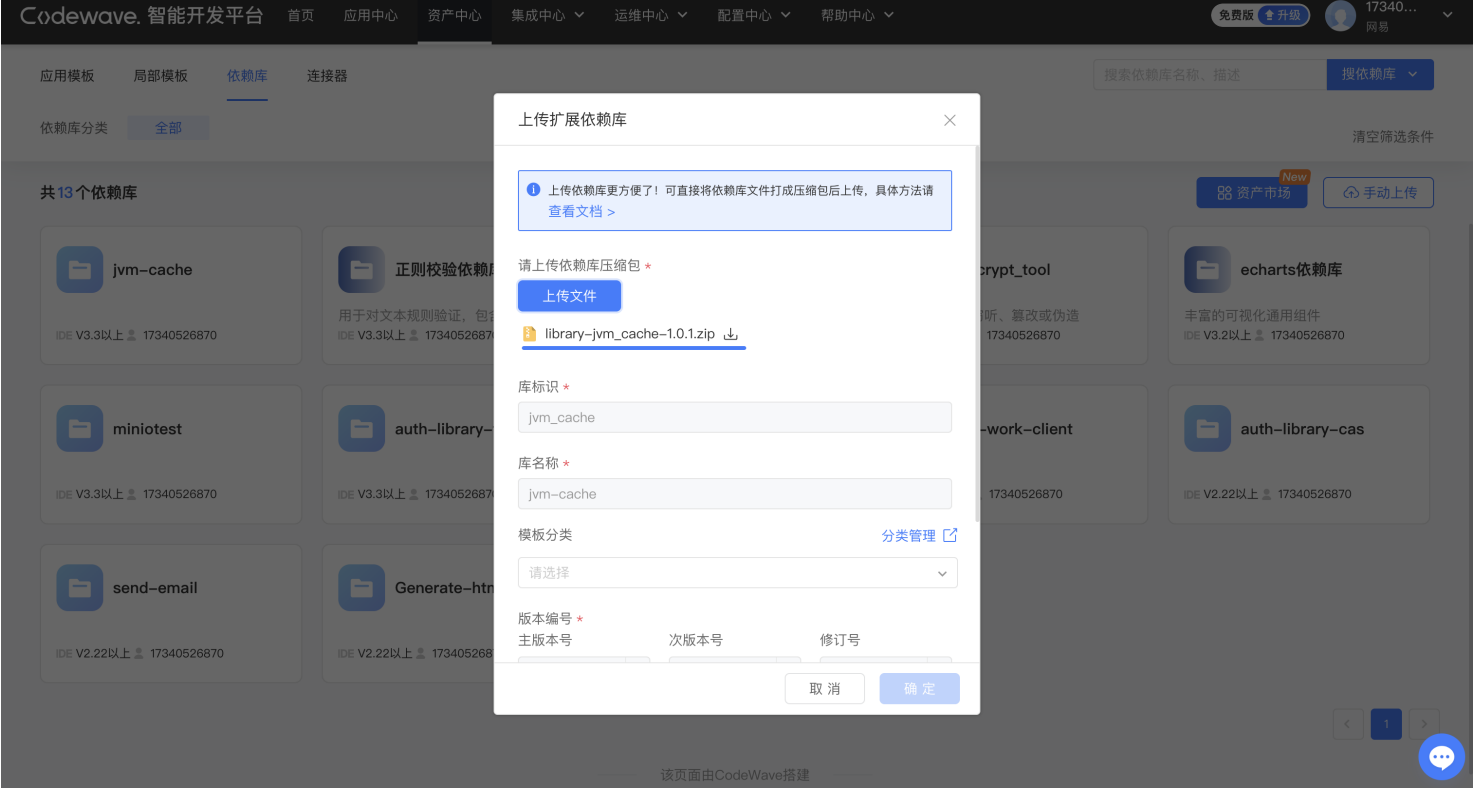 Codewave. 智能开发平台 首页 应用中心 资产中心 集成中心 运维中心 配置中心 帮助中心 免费版 升级 17340...
网易
应用模板 局部模板 依赖库 连接器 搜索依赖库名称、描述 搜依赖库
依赖库分类 全部 清空筛选条件
共13个依赖库 资产市场 New 手动上传
jvm-cache
IDE V3.3以上 17340526870
正则校验依赖
用于对文本规则验证，包
IDE V3.3以上 1734052687
crypt_tool
听、篡改或伪造
17340526870
echarts依赖库
丰富的可视化通用组件
IDE V3.2以上 17340526870
miniotest
IDE V3.3以上 17340526870
auth-library-
IDE V3.3以上 1734052687
-work-client
17340526870
auth-library-cas
IDE V2.22以上 17340526870
send-email
IDE V2.22以上 17340526870
Generate-htm
IDE V2.22以上 173405268
上传扩展依赖库
上传依赖库更方便了！可直接将依赖库文件打成压缩包后上传，具体方法请
查看文档 >
请上传依赖库压缩包 *
上传文件
library-jvm_cache-1.0.1.zip
库标识 *
jvm_cache
库名称 *
jvm-cache
模板分类 分类管理
请选择
版本编号 *
主版本号 次版本号 修订号
取 消 确 定
1
该页面由CodeWave搭建